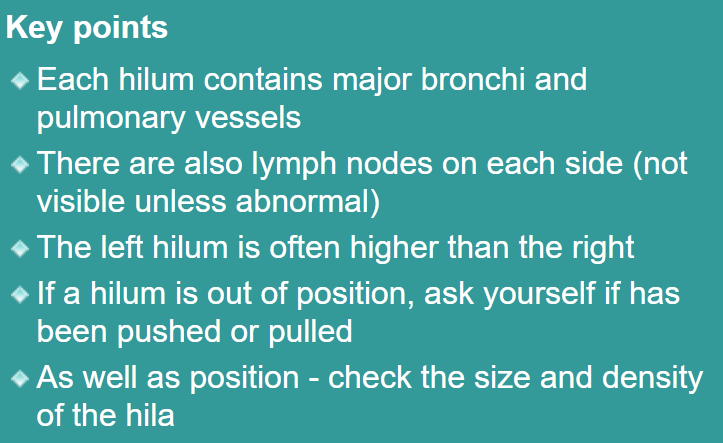 Key points
Each hilum contains major bronchi and
pulmonary vessels
There are also lymph nodes on each side (not
visible unless abnormal)
The left hilum is often higher than the right
If a hilum is out of position, ask yourself if has
been pushed or pulled
As well as position - check the size and density
of the hila